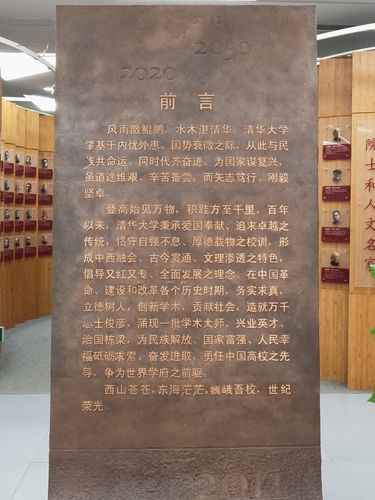 2050
2020
前言
风雨激鲲鹏，水木湛清华。清华大学
肇基于内忧外患、国势衰微之际，从此与民
族共命运、同时代齐奋进、为国家谋复兴，
虽道途维艰、辛苦备尝，而矢志笃行、刚毅
坚卓。
登高始见万物，积跬方至千里。百年
以来，清华大学秉承爱国奉献、追求卓越之
传统，恪守自强不息、厚德载物之校训，形
成中西融会、古今贯通、文理渗透之特色，
倡导又红又专、全面发展之理念，在中国革
命、建设和改革各个历史时期，务实求真，
立德树人，创新学术，贡献社会，造就万千
志士俊彦，涌现一批学术大师、兴业英才、
治国栋梁，为民族解放、国家富强、人民幸
福砥砺求索、奋发进取，勇任中国高校之先
导，争为世界学府之前驱。
西山苍苍，东海茫茫，巍峨吾校，世纪
荣光。
院士和人文名家